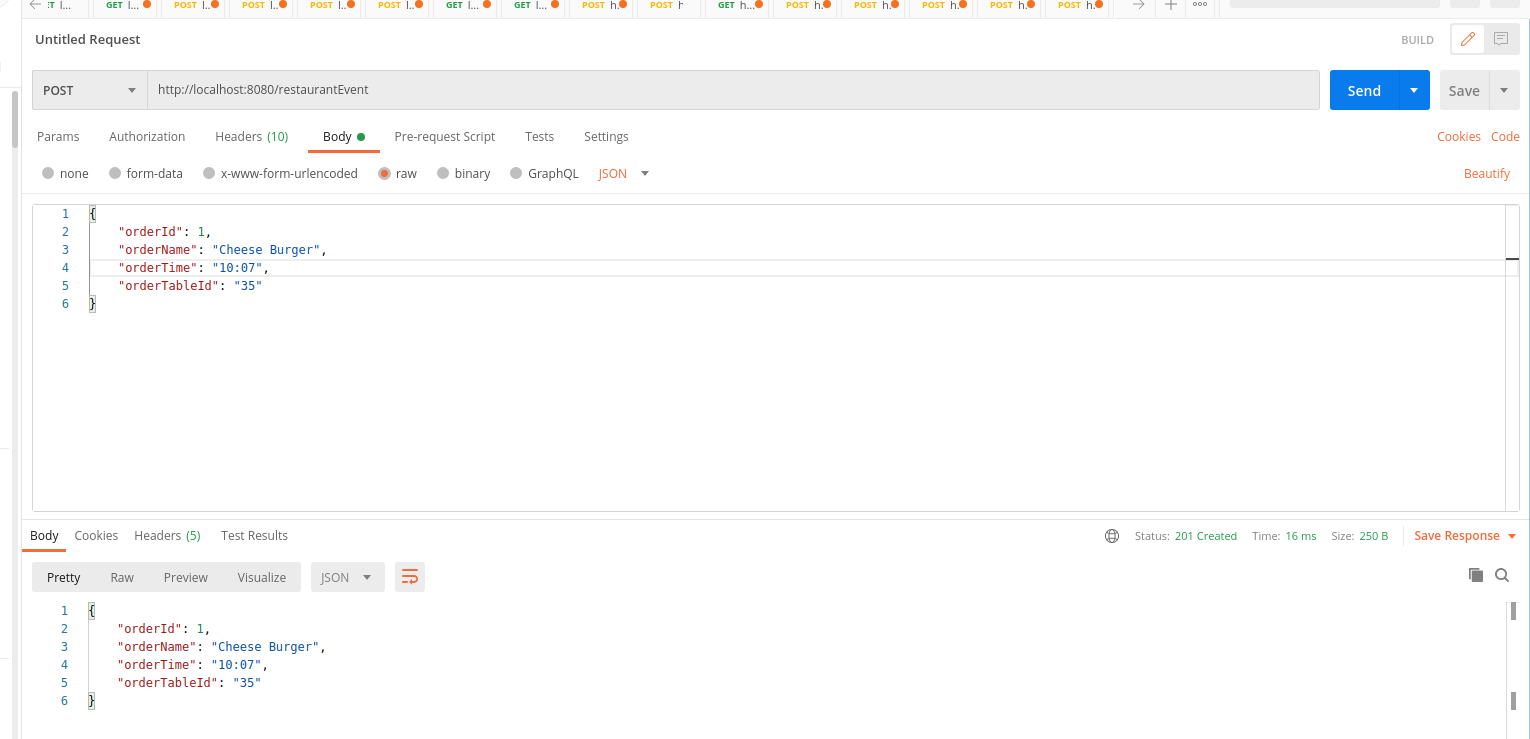 GET l...
GET l...
POST l..
POST l..
POST l..
POST l..
GET l...
GET l...
POST h.
POST h
GET h...
POST h.
POST h.
POST h.
POST h.
POST h.
Untitled Request
BUILD
POST
http://localhost:8080/restaurantEvent
Send
Save
Params Authorization Headers (10) Body Pre-request Script Tests Settings Cookies Code
none form-data x-www-form-urlencoded raw binary GraphQL JSON Beautify
1 {
2 "orderId": 1,
3 "orderName": "Cheese Burger",
4 "orderTime": "10:07",
5 "orderTableId": "35"
6 }
Body Cookies Headers (5) Test Results Status: 201 Created Time: 16 ms Size: 250 B Save Response
Pretty Raw Preview Visualize JSON
1 {
2 "orderId": 1,
3 "orderName": "Cheese Burger",
4 "orderTime": "10:07",
5 "orderTableId": "35"
6 }